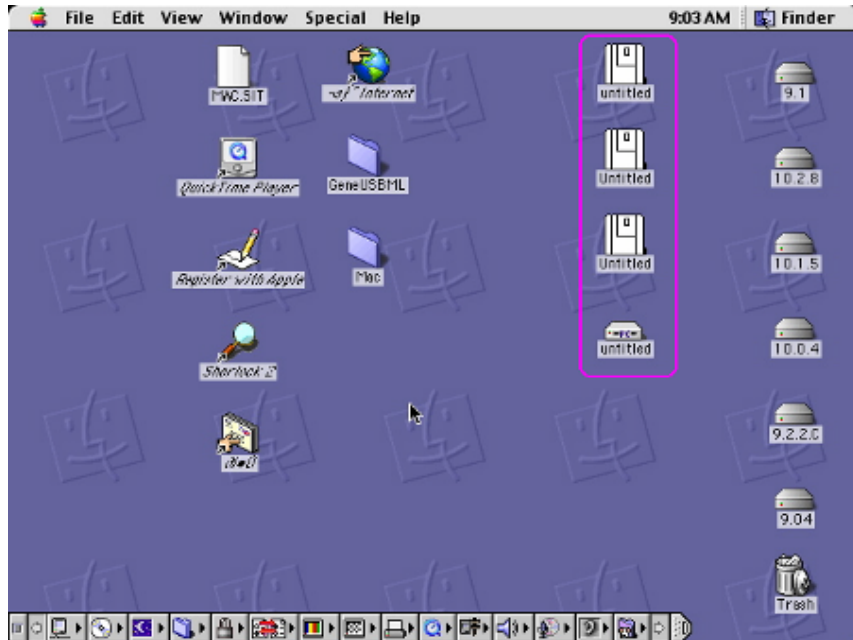 File Edit View Window Special Help 9:03 AM Finder
MAC.SIT
Internet
untitled
9.1
QuickTime Player
GeneUSBML
Untitled
10.2.8
Register with Apple
Mac
Untitled
10.1.5
Sherlock 2
PC
untitled
10.0.4
9.2.2.C
9.04
Trash